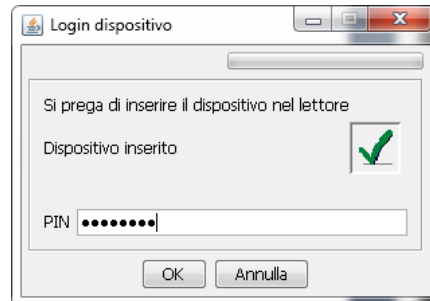 Login dispositivo
Si prega di inserire il dispositivo nel lettore
Dispositivo inserito
PIN ●●●●●●●●
OK Annulla